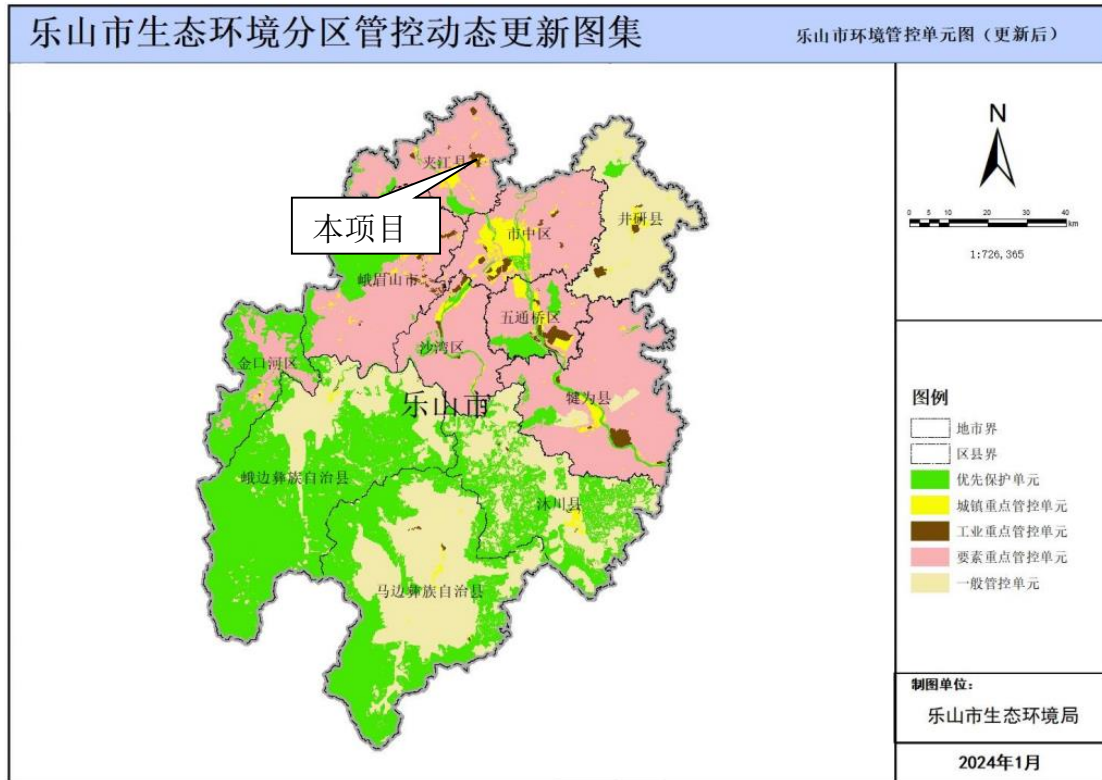 乐山市生态环境分区管控动态更新图集
乐山市环境管控单元图（更新后）
N
0 5 10 20 30 40
km
1:726,365
夹江县
本项目
市中区
井研县
峨眉山市
五通桥区
沙湾区
金口河区
乐山市
犍为县
峨边彝族自治县
沐川县
马边彝族自治县
图例
地市界
区县界
优先保护单元
城镇重点管控单元
工业重点管控单元
要素重点管控单元
一般管控单元
制图单位：
乐山市生态环境局
2024年1月